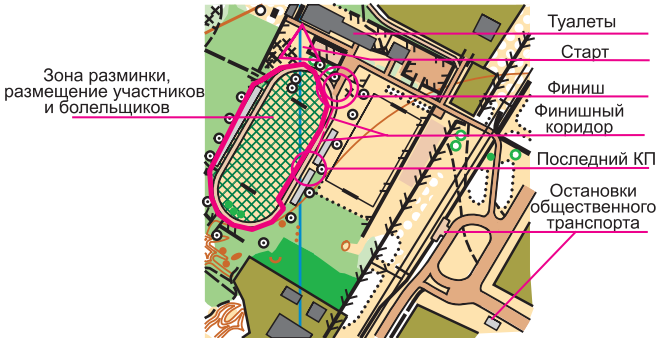 Туалеты
Старт
Зона разминки,
размещение участников
и болельщиков
Финиш
Финишный
коридор
Последний КП
Остановки
общественного
транспорта